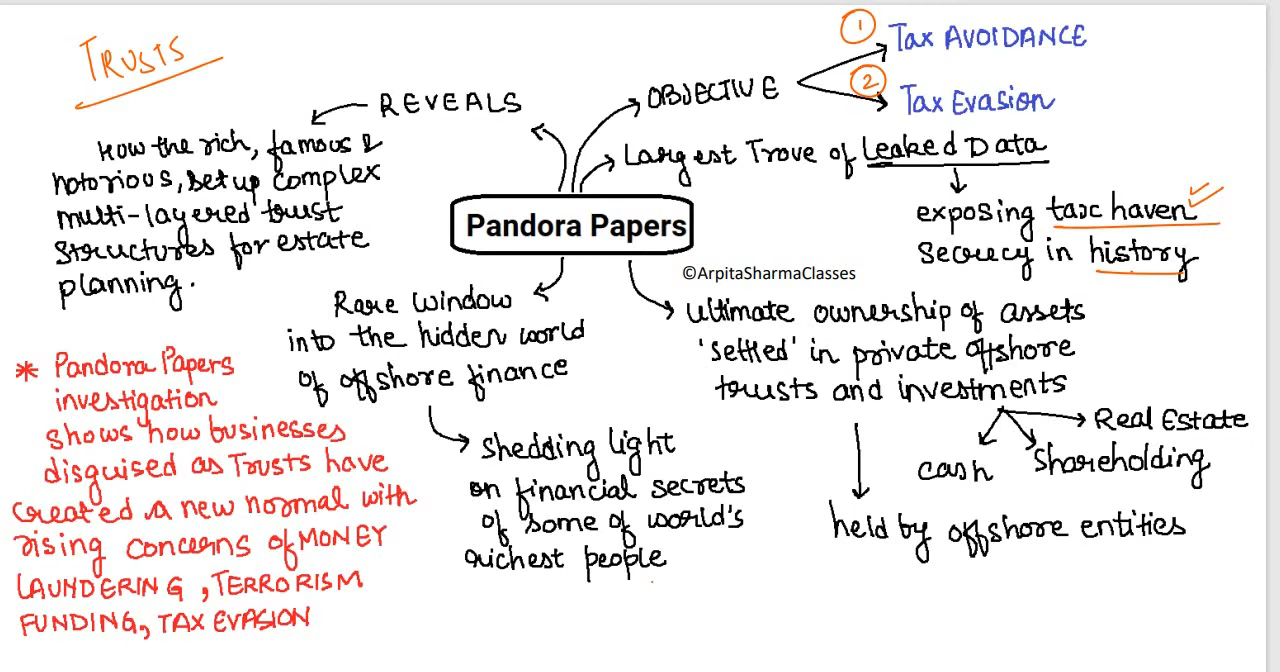 TRUSTS
REVEALS
How the rich, famous &
notorious, set up complex
multi-layered trust
structures for estate
planning.
OBJECTIVE
① Tax AVOIDANCE
② Tax Evasion
Largest Trove of Leaked Data
exposing tax haven
secrecy in history
Pandora Papers
©ArpitaSharmaClasses
Rare window
into the hidden world
of offshore finance
shedding light
on financial secrets
of some of world's
richest people
Ultimate ownership of assets
'settled' in private offshore
trusts and investments
Real Estate
cash
Shareholding
held by offshore entities
* Pandora Papers
investigation
shows how businesses
disguised as Trusts have
created a new normal with
rising concerns of MONEY
LAUNDERING, TERRORISM
FUNDING, TAX EVASION